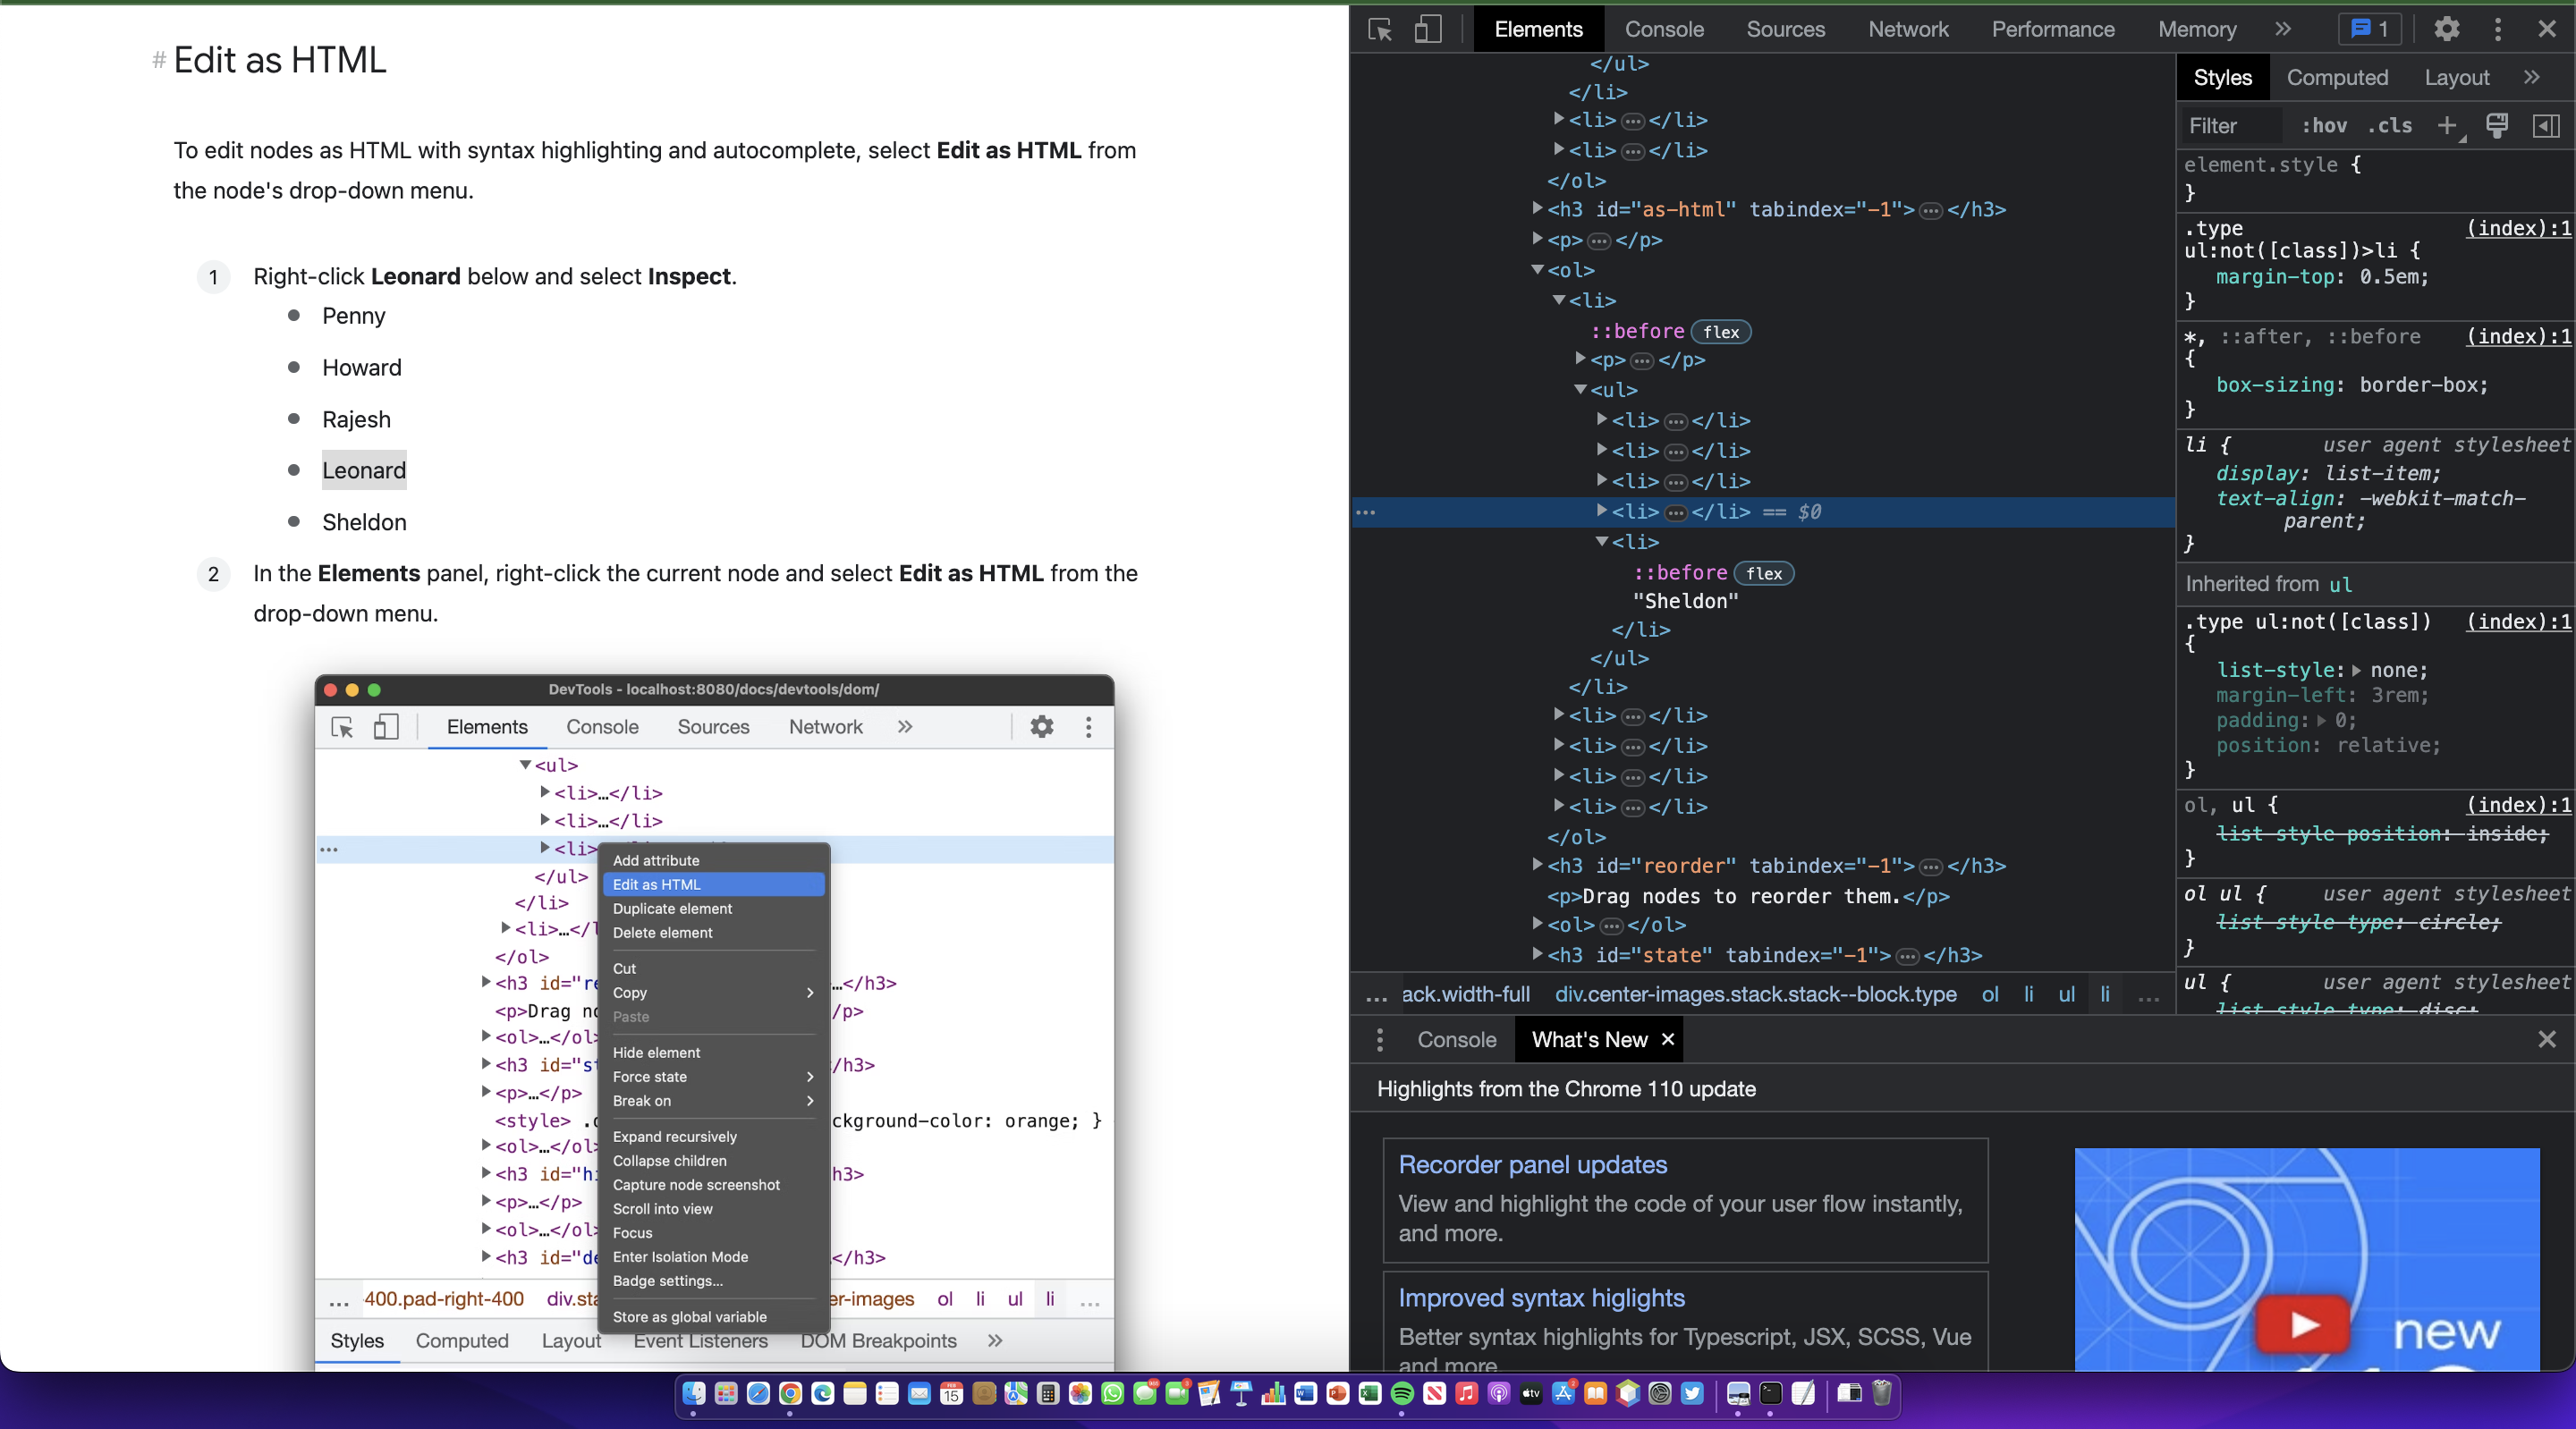 # Edit as HTML
To edit nodes as HTML with syntax highlighting and autocomplete, select Edit as HTML from
the node's drop-down menu.
1 Right-click Leonard below and select Inspect.
Penny
Howard
Rajesh
Leonard
Sheldon
2 In the Elements panel, right-click the current node and select Edit as HTML from the
drop-down menu.
DevTools - localhost:8080/docs/devtools/dom/
Elements Console Sources Network »
<ul>
<li>…</li>
<li>…</li>
<li>
</ul>
</li>
<li>…</l
</ol>
<h3 id="re …</h3>
<p>Drag no /p>
<ol>…</ol>
<h3 id="st /h3>
<p>…</p>
<style> .c ckground-color: orange; }
<ol>…</ol>
<h3 id="hi h3>
<p>…</p>
<ol>…</ol>
<h3 id="de </h3>
Add attribute
Edit as HTML
Duplicate element
Delete element
Cut
Copy
Paste
Hide element
Force state
Break on
Expand recursively
Collapse children
Capture node screenshot
Scroll into view
Focus
Enter Isolation Mode
Badge settings...
Store as global variable
... 400.pad-right-400 div.sta er-images ol li ul li ...
Styles Computed Layout Event Listeners DOM Breakpoints »
Elements Console Sources Network Performance Memory » 1
</ul>
</li>
<li>…</li>
<li>…</li>
</ol>
<h3 id="as-html" tabindex="-1">…</h3>
<p>…</p>
<ol>
<li>
::before flex
<p>…</p>
<ul>
<li>…</li>
<li>…</li>
<li>…</li>
<li>…</li> == $0
<li>
::before flex
"Sheldon"
</li>
</ul>
</li>
<li>…</li>
<li>…</li>
<li>…</li>
<li>…</li>
</ol>
<h3 id="reorder" tabindex="-1">…</h3>
<p>Drag nodes to reorder them.</p>
<ol>…</ol>
<h3 id="state" tabindex="-1">…</h3>
... ack.width-full div.center-images.stack.stack--block.type ol li ul li ...
Styles Computed Layout »
Filter :hov .cls +
element.style {
}
.type (index):1
ul:not([class])>li {
margin-top: 0.5em;
}
*, ::after, ::before (index):1
{
box-sizing: border-box;
}
li { user agent stylesheet
display: list-item;
text-align: -webkit-match-
parent;
}
Inherited from ul
.type ul:not([class]) (index):1
{
list-style: none;
margin-left: 3rem;
padding: 0;
position: relative;
}
ol, ul { (index):1
list-style-position: inside;
}
ol ul { user agent stylesheet
list-style-type: circle;
}
ul { user agent stylesheet
list-style-type: disc;
Console What's New ×
Highlights from the Chrome 110 update
Recorder panel updates
View and highlight the code of your user flow instantly,
and more.
Improved syntax higlights
Better syntax highlights for Typescript, JSX, SCSS, Vue
and more
new
15
tv